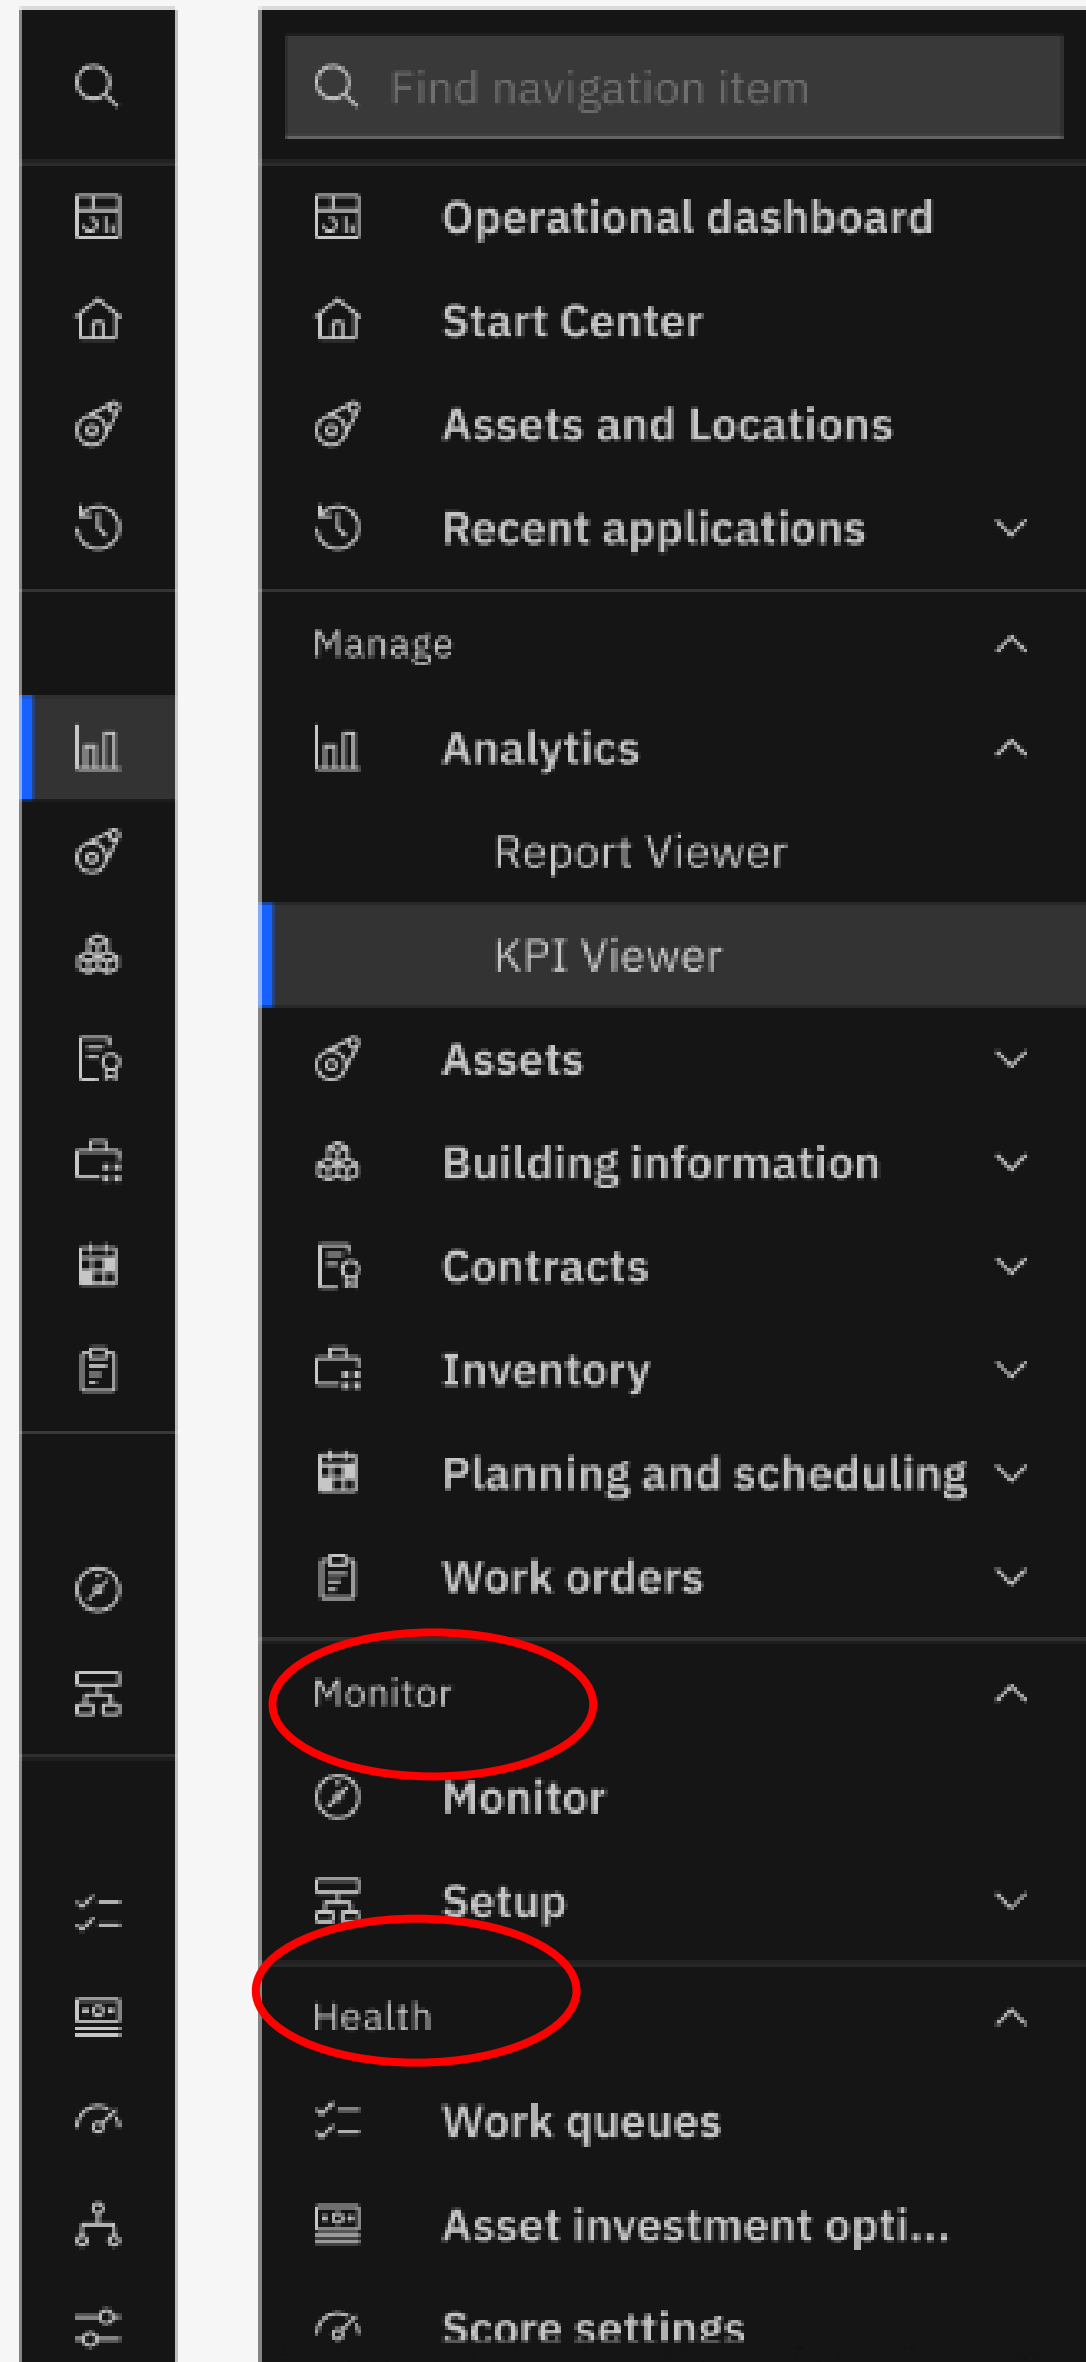 Find navigation item
Operational dashboard
Start Center
Assets and Locations
Recent applications
Manage
Analytics
Report Viewer
KPI Viewer
Assets
Building information
Contracts
Inventory
Planning and scheduling
Work orders
Monitor
Monitor
Setup
Health
Work queues
Asset investment opti...
Score settings